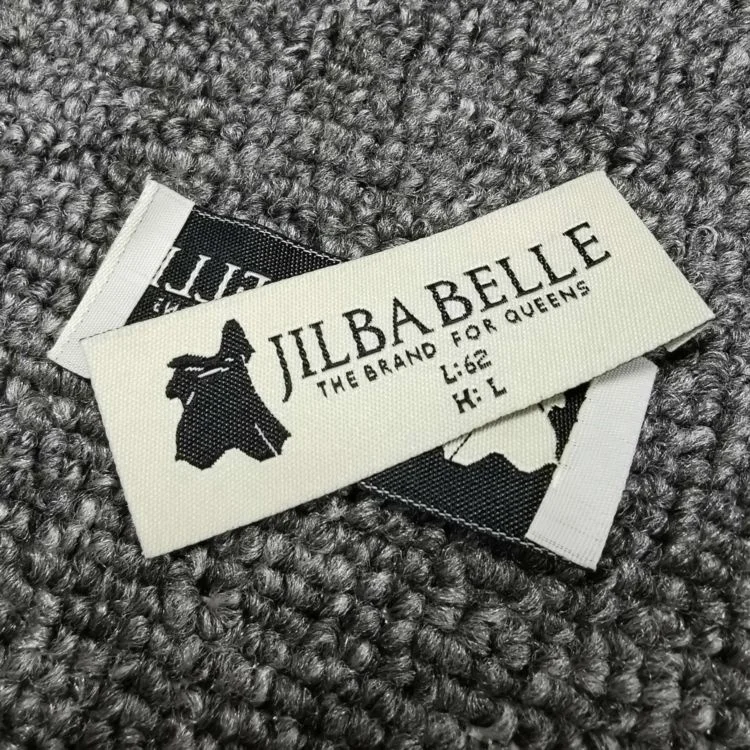 JILBABELLE
THE BRAND FOR QUEENS
L:62
H: L